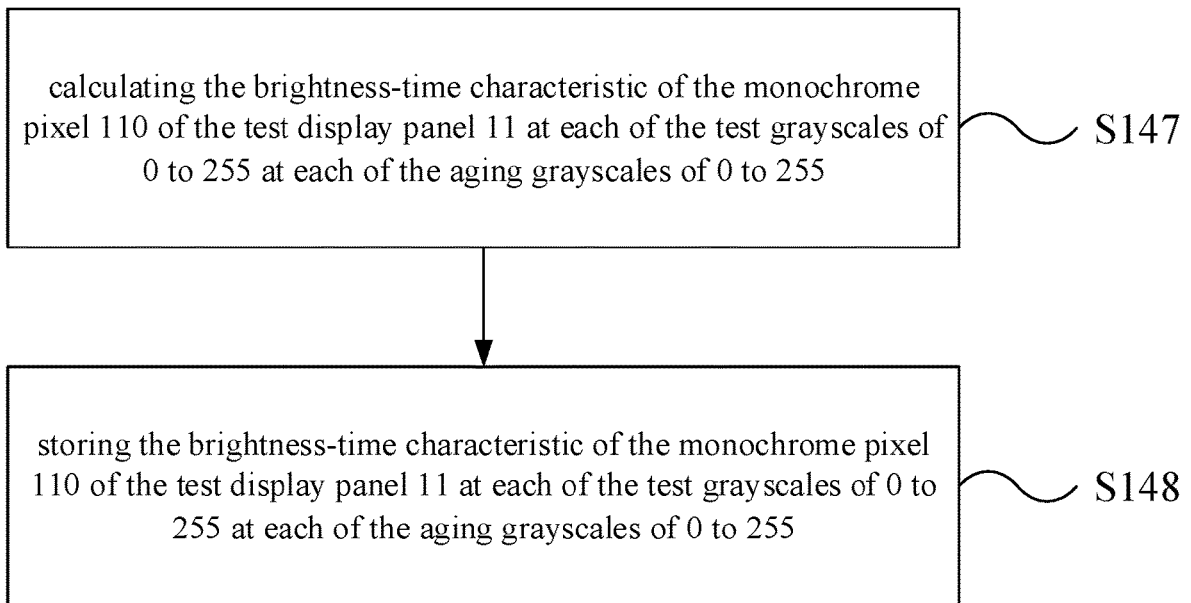 calculating the brightness-time characteristic of the monochrome
pixel 110 of the test display panel 11 at each of the test grayscales of
0 to 255 at each of the aging grayscales of 0 to 255
S147
storing the brightness-time characteristic of the monochrome pixel
110 of the test display panel 11 at each of the test grayscales of 0 to
255 at each of the aging grayscales of 0 to 255
S148